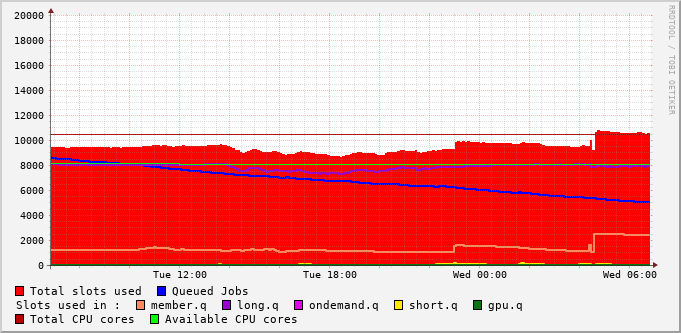 RRDTOOL / TOBI OETIKER
20000
18000
16000
14000
12000
10000
8000
6000
4000
2000
0
Tue 12:00 Tue 18:00 Wed 00:00 Wed 06:00
Total slots used Queued Jobs
Slots used in : member.q long.q ondemand.q short.q gpu.q
Total CPU cores Available CPU cores